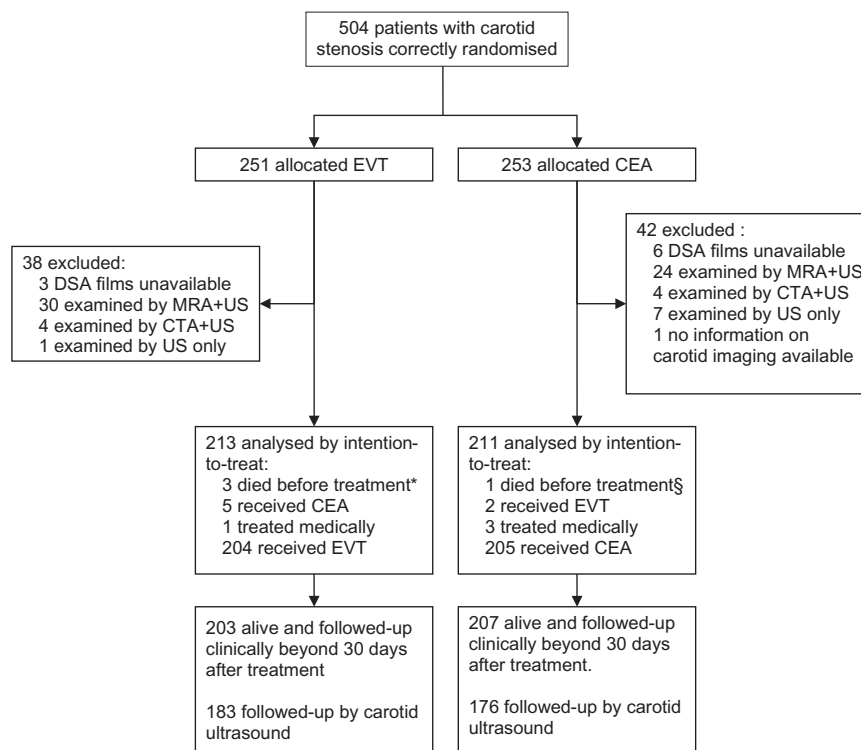 504 patients with carotid
stenosis correctly randomised
251 allocated EVT
253 allocated CEA
38 excluded:
3 DSA films unavailable
30 examined by MRA+US
4 examined by CTA+US
1 examined by US only
42 excluded :
6 DSA films unavailable
24 examined by MRA+US
4 examined by CTA+US
7 examined by US only
1 no information on
carotid imaging available
213 analysed by intention-
to-treat:
3 died before treatment*
5 received CEA
1 treated medically
204 received EVT
211 analysed by intention-
to-treat:
1 died before treatment§
2 received EVT
3 treated medically
205 received CEA
203 alive and followed-up
clinically beyond 30 days
after treatment
183 followed-up by carotid
ultrasound
207 alive and followed-up
clinically beyond 30 days
after treatment.
176 followed-up by carotid
ultrasound